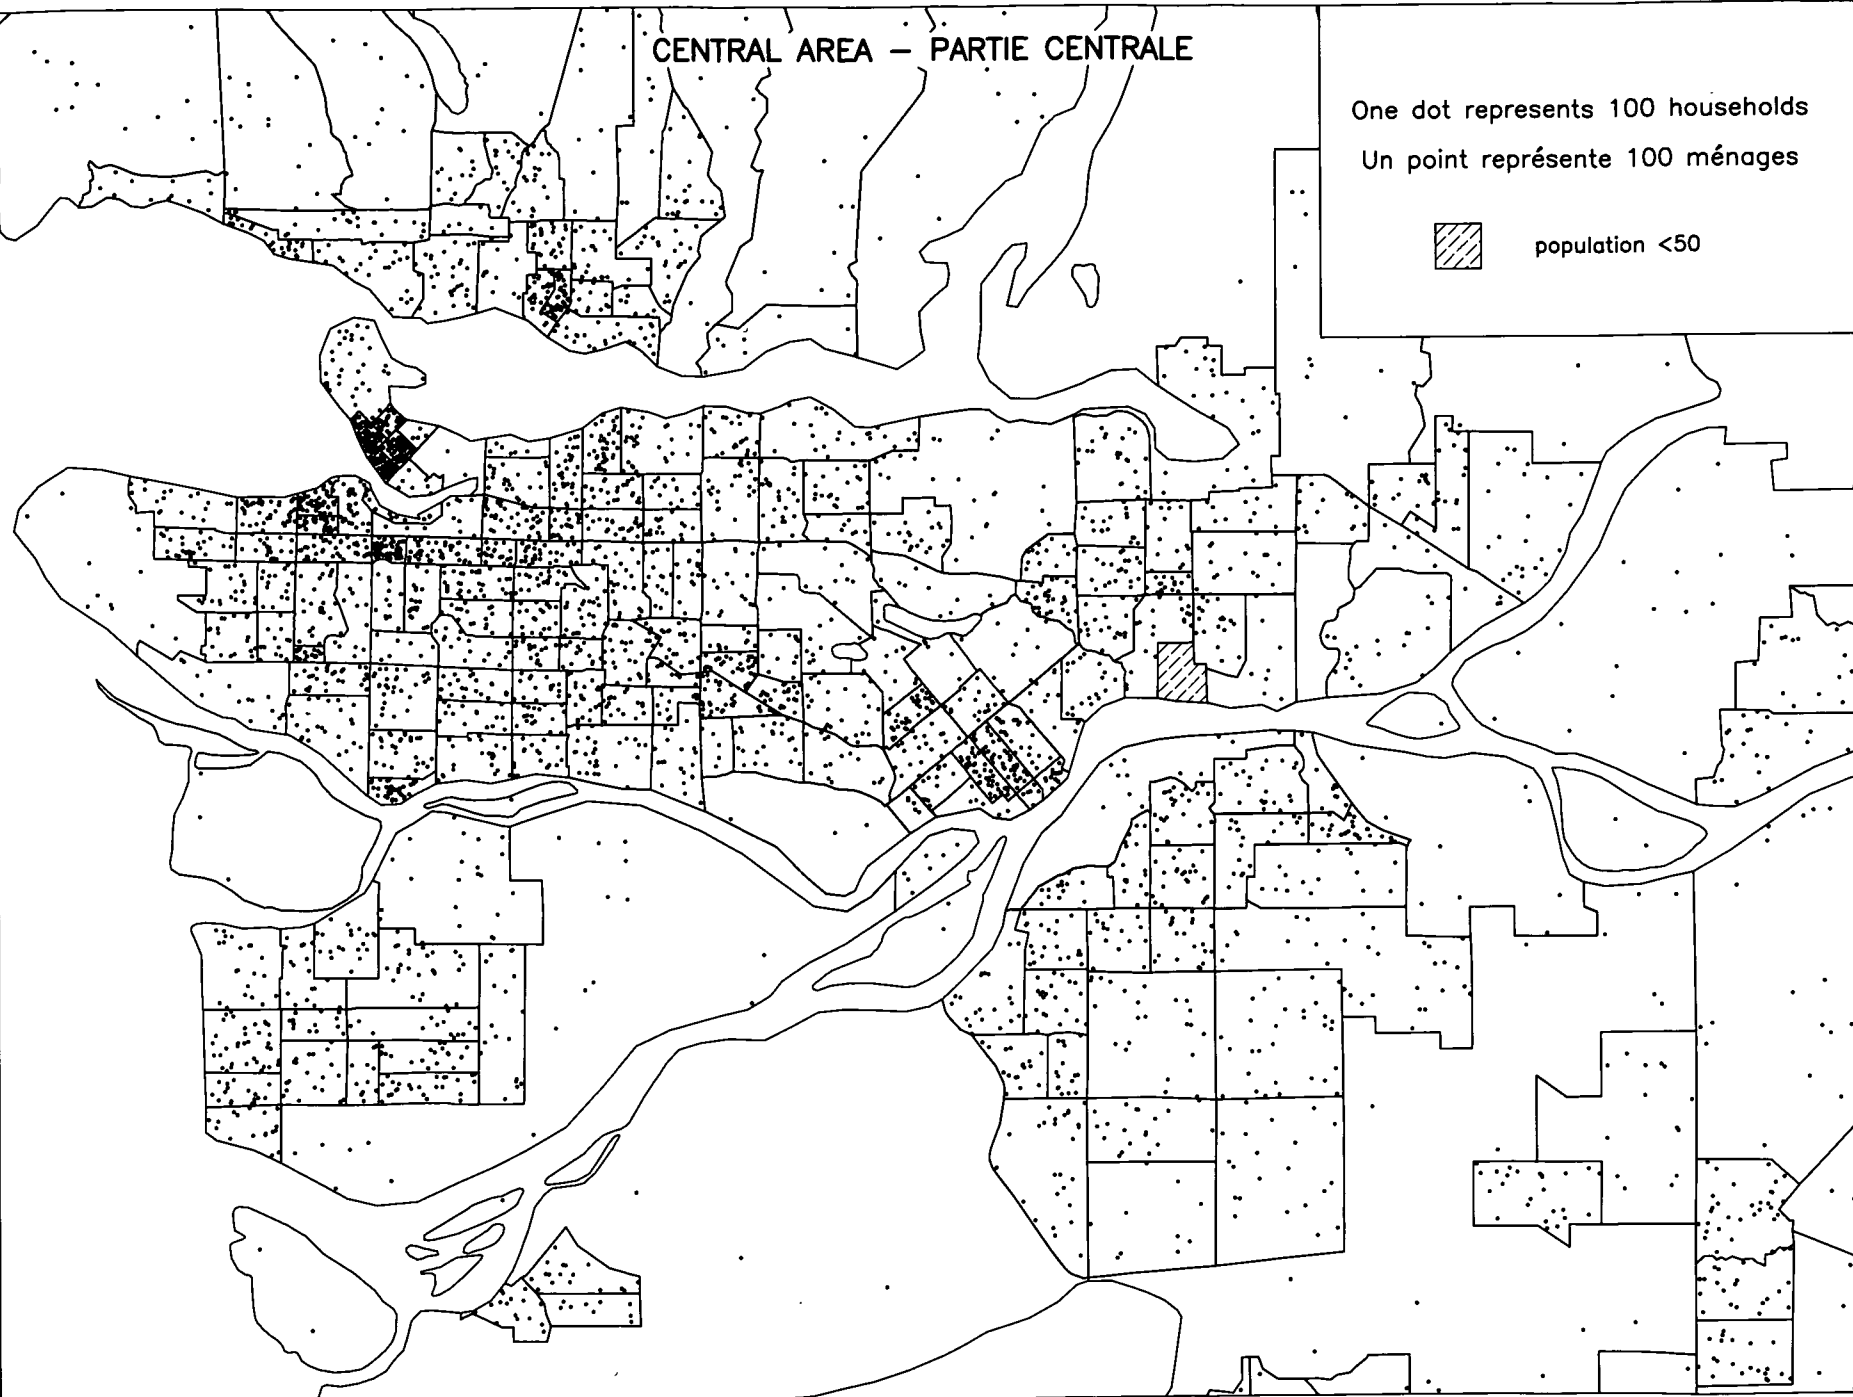 CENTRAL AREA – PARTIE CENTRALE
One dot represents 100 households
Un point représente 100 ménages
population <50